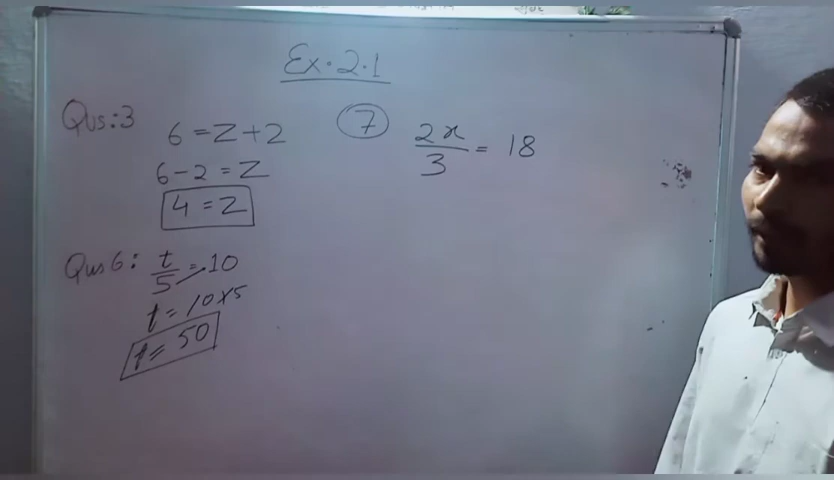 Ex. 2.1
Qus:3 6 = Z + 2
6 - 2 = Z
4 = Z
Qus 6: t/5 = 10
t = 10 x 5
t = 50
7 2x/3 = 18